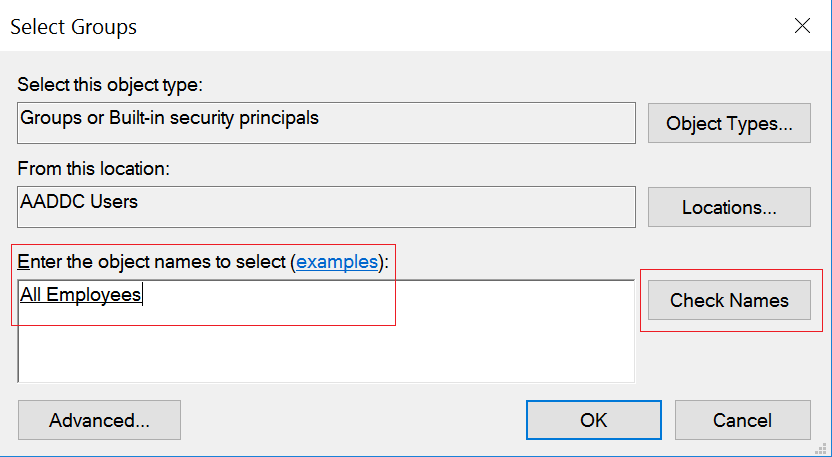 Select Groups
Select this object type:
Groups or Built-in security principals
Object Types...
From this location:
AADDC Users
Locations...
Enter the object names to select (examples):
All Employees
Check Names
Advanced...
OK
Cancel